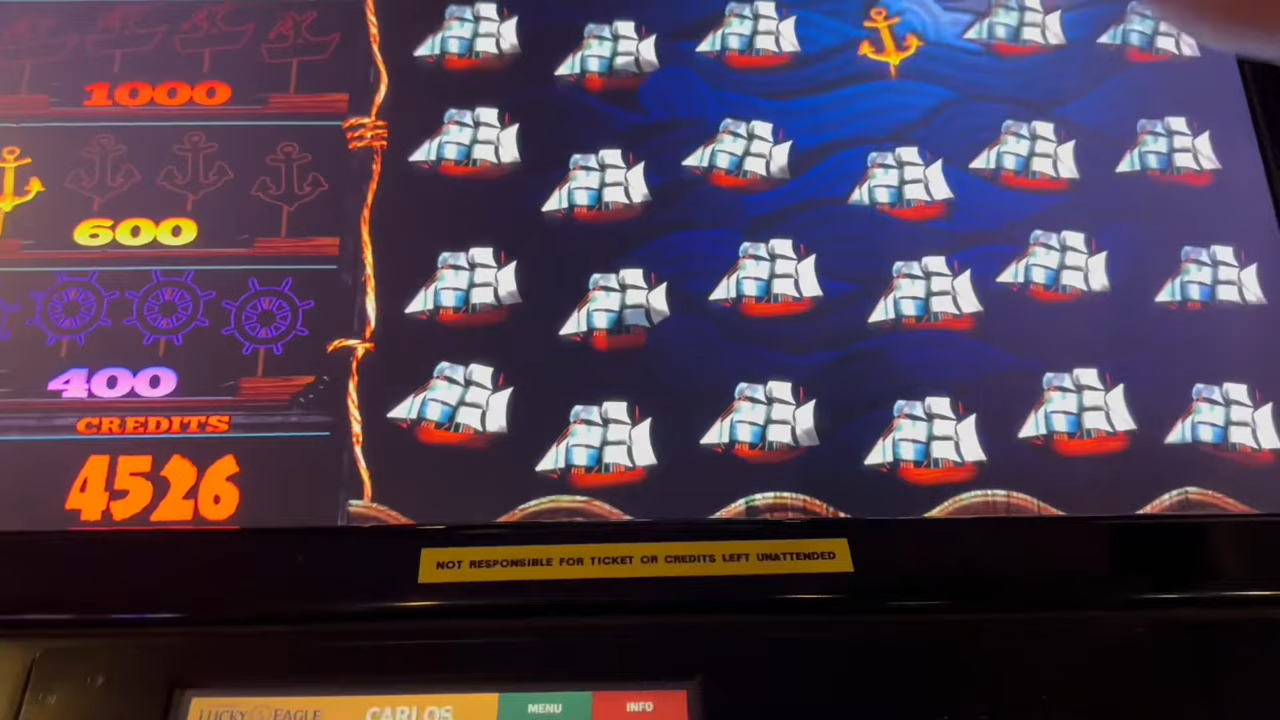 1000
600
400
CREDITS
4526
NOT RESPONSIBLE FOR TICKET OR CREDITS LEFT UNATTENDED
LUCKY EAGLE
CARLOS
MENU
INFO